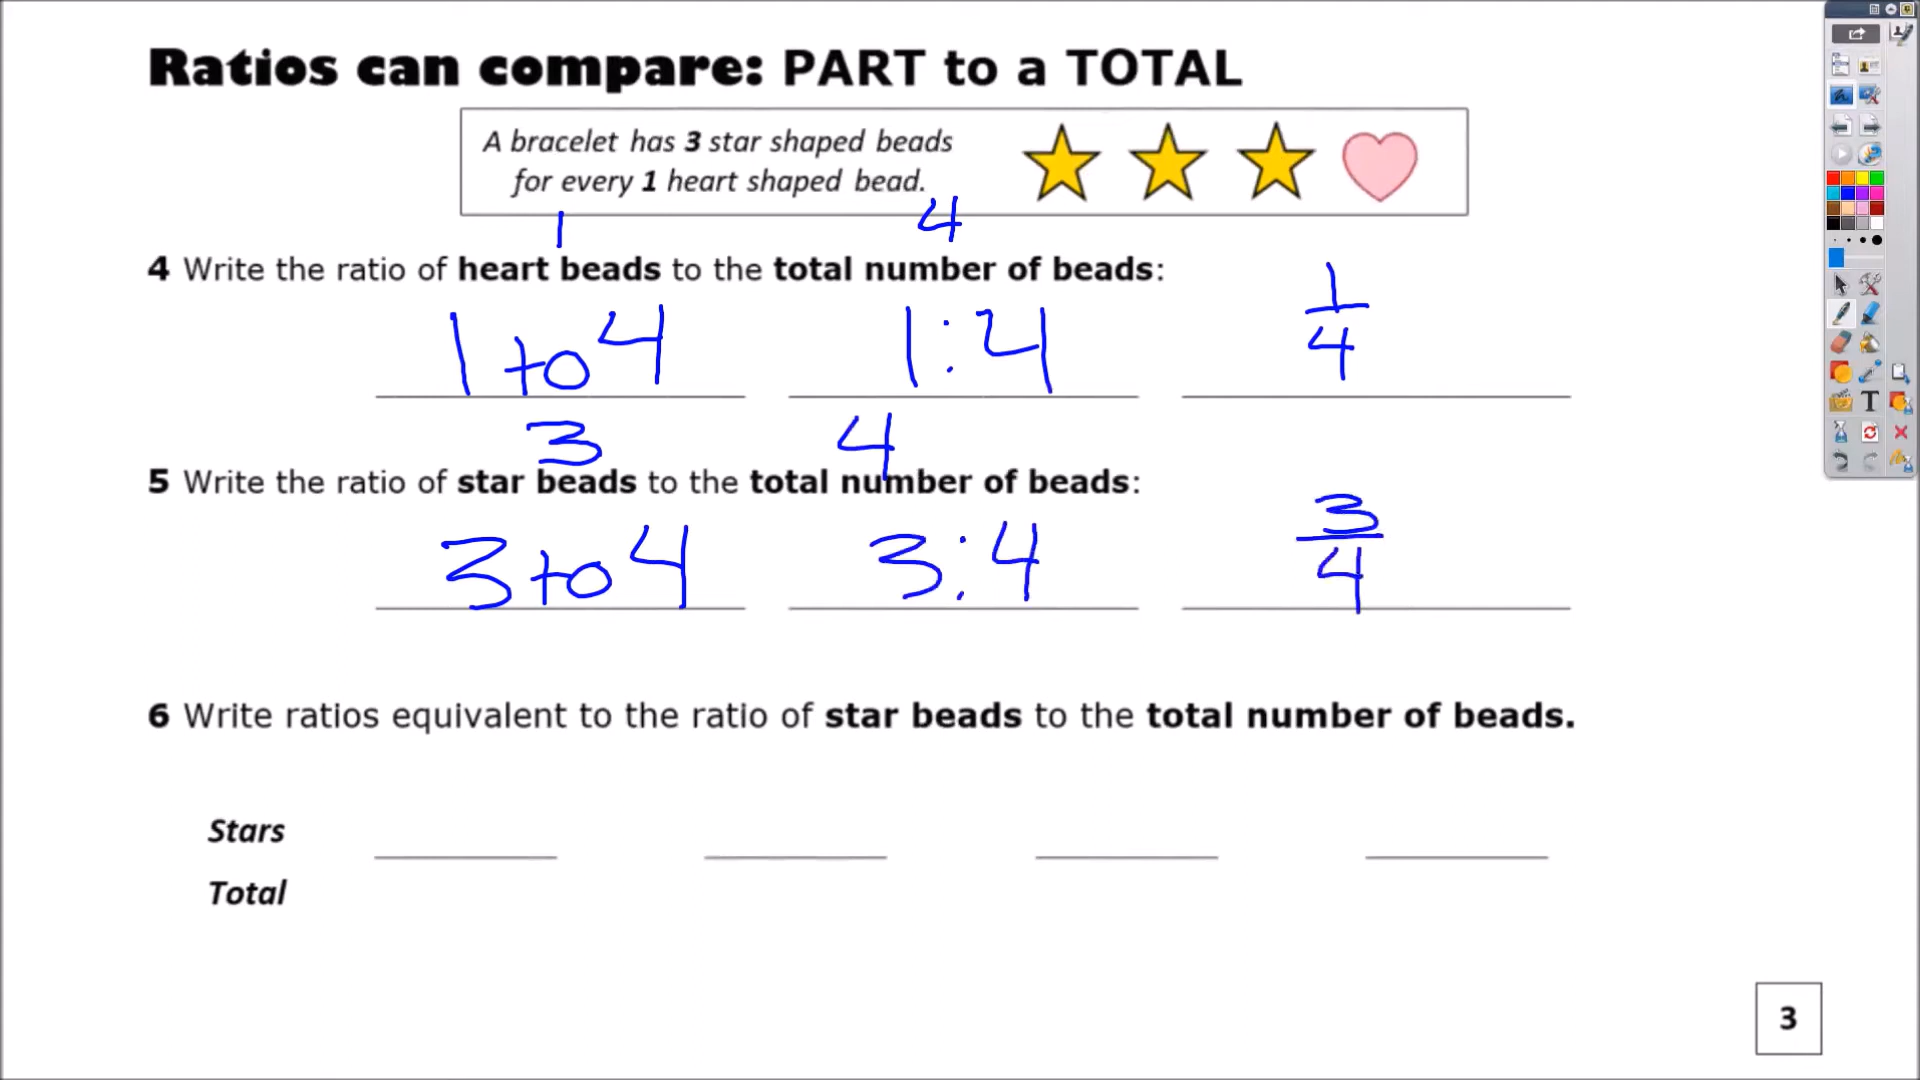 Ratios can compare: PART to a TOTAL
A bracelet has 3 star shaped beads
for every 1 heart shaped bead.
1 4
4 Write the ratio of heart beads to the total number of beads:
1 to 4 1:4 1/4
3 4
5 Write the ratio of star beads to the total number of beads:
3 to 4 3:4 3/4
6 Write ratios equivalent to the ratio of star beads to the total number of beads.
Stars
Total
3
T